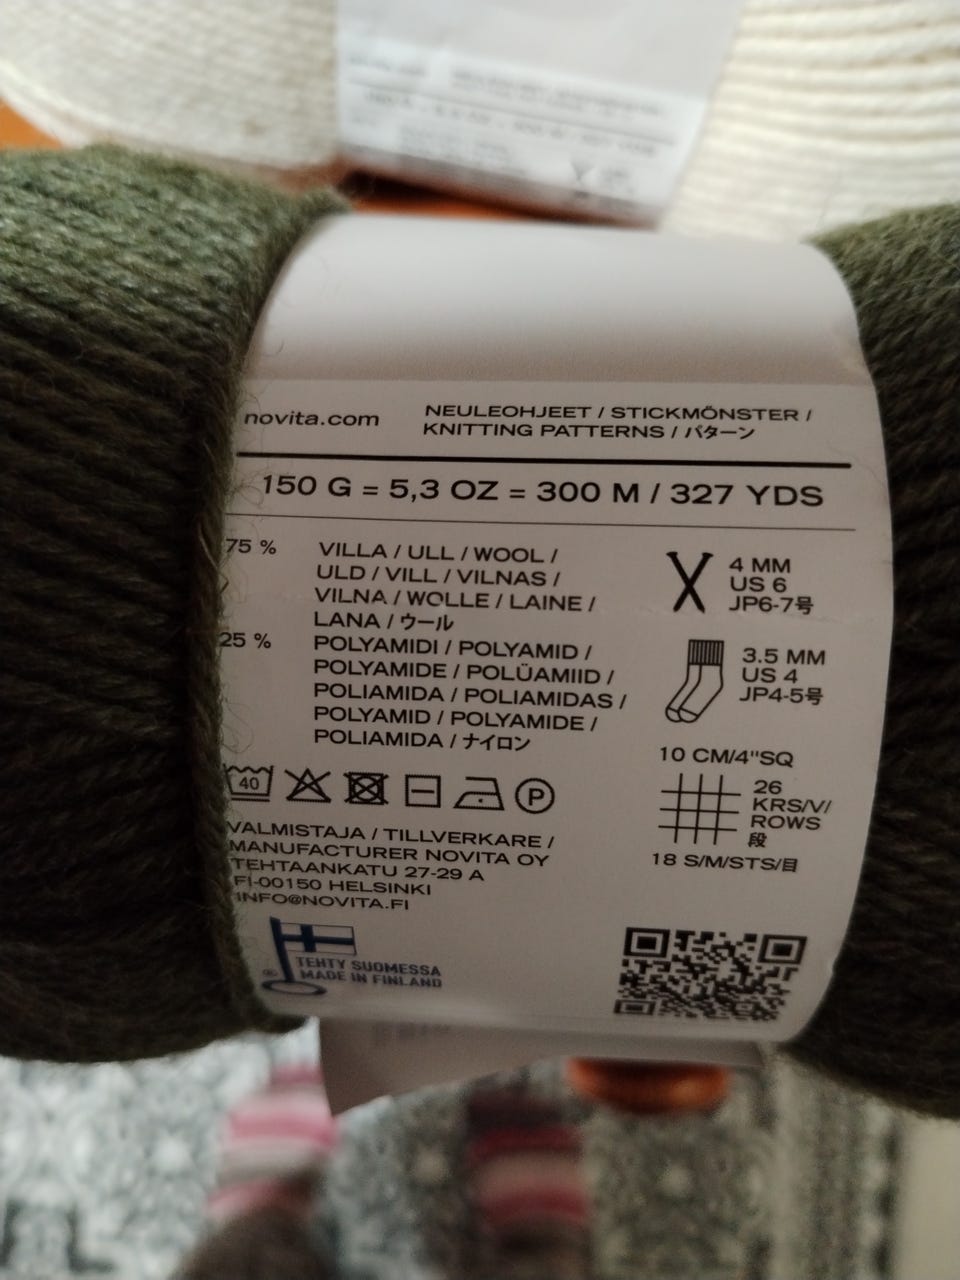 novita.com
NEULEOHJEET / STICKMÖNSTER /
KNITTING PATTERNS / パターン
150 G = 5,3 OZ = 300 M / 327 YDS
75 %
VILLA / ULL / WOOL /
ULD / VILL / VILNAS /
VILNA / WOLLE / LAINE /
LANA / ウール
25 %
POLYAMIDI / POLYAMID /
POLYAMIDE / POLÜAMIID /
POLIAMIDA / POLIAMIDAS /
POLYAMID / POLYAMIDE /
POLIAMIDA / ナイロン
4 MM
US 6
JP6-7号
3.5 MM
US 4
JP4-5号
10 CM/4"SQ
26
KRS/V/
ROWS
段
18 S/M/STS/目
40
P
VALMISTAJA / TILLVERKARE /
MANUFACTURER NOVITA OY
TEHTAANKATU 27-29 A
FI-00150 HELSINKI
INFO@NOVITA.FI
®
TEHTY SUOMESSA
MADE IN FINLAND